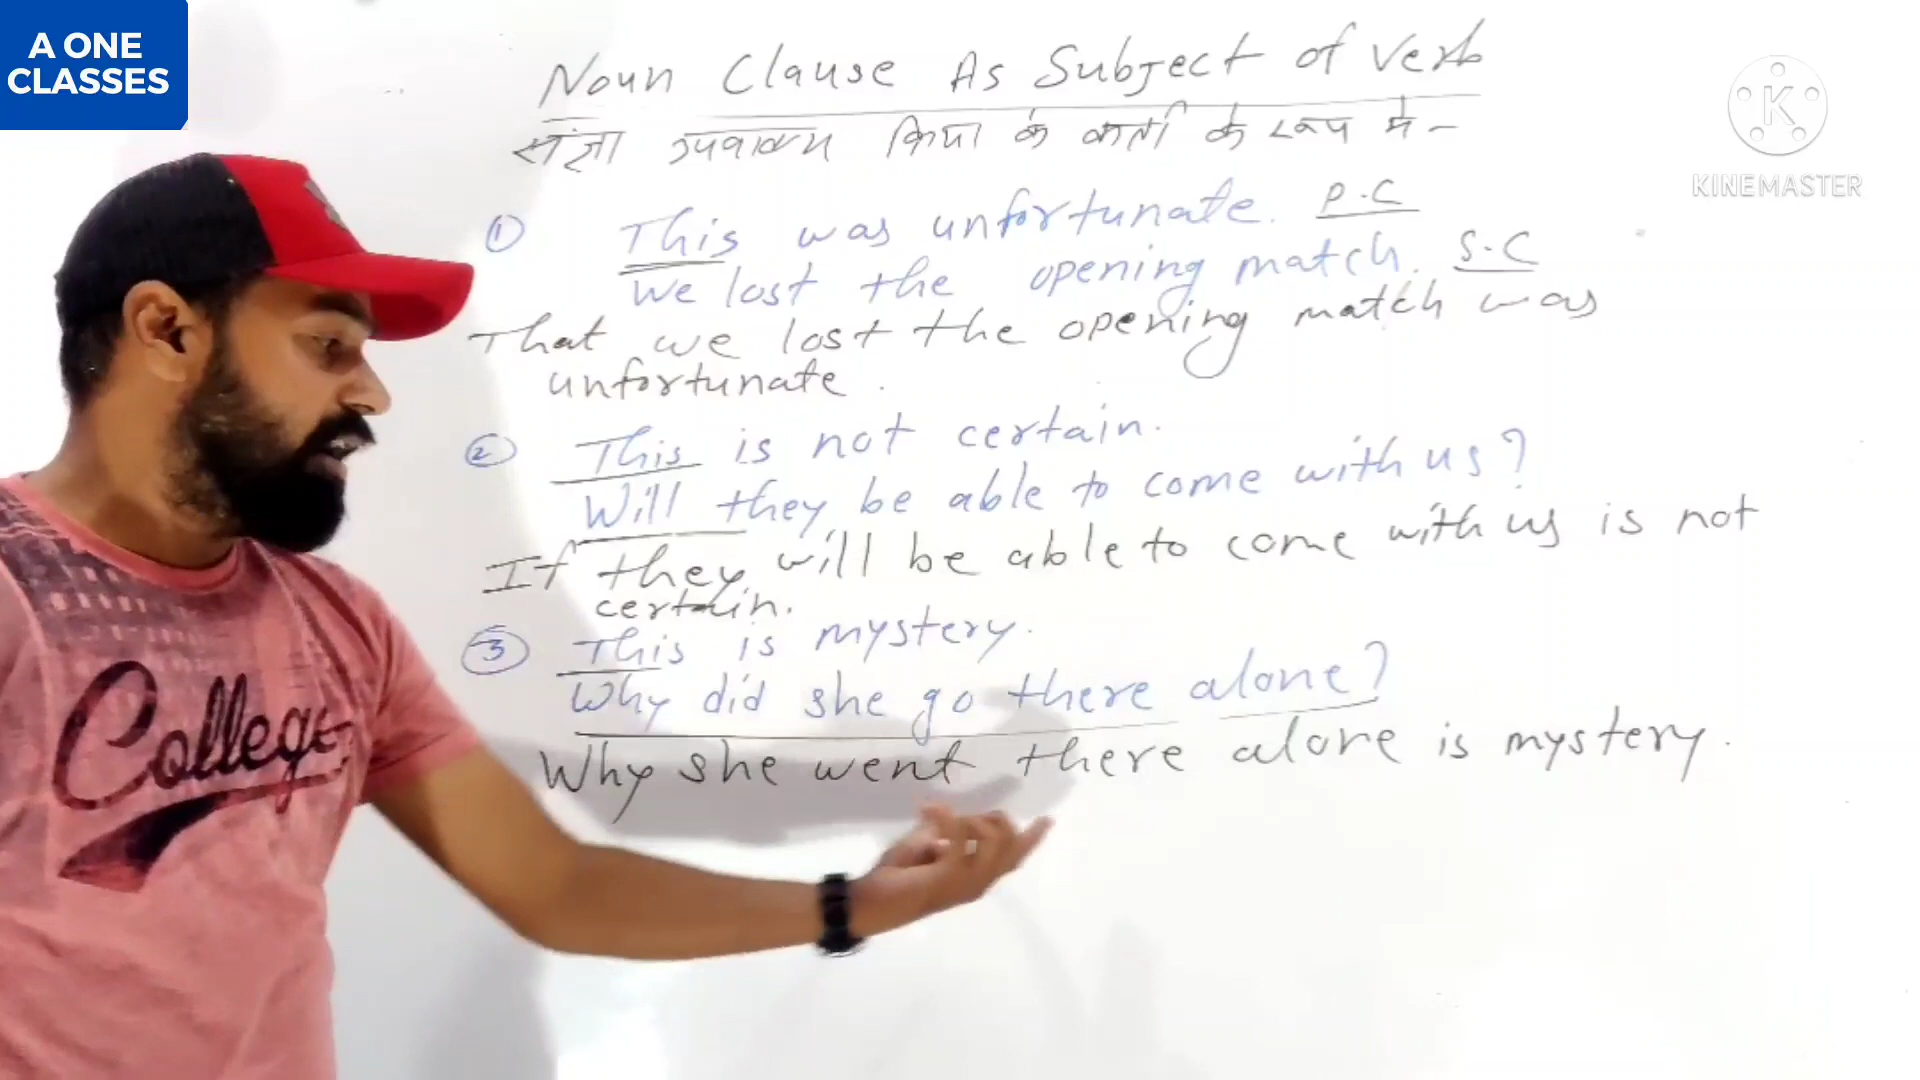 A ONE
CLASSES
Noun Clause As Subject of Verb
संज्ञा उपवाक्य क्रिया के कर्ता के रूप मे -
KINEMASTER
① This was unfortunate. P.C
We lost the opening match. S.C
That we lost the opening match was
unfortunate.
② This is not certain.
Will they be able to come with us?
If they will be able to come with us is not
certain.
③ This is mystery.
Why did she go there alone?
Why she went there alone is mystery.
College